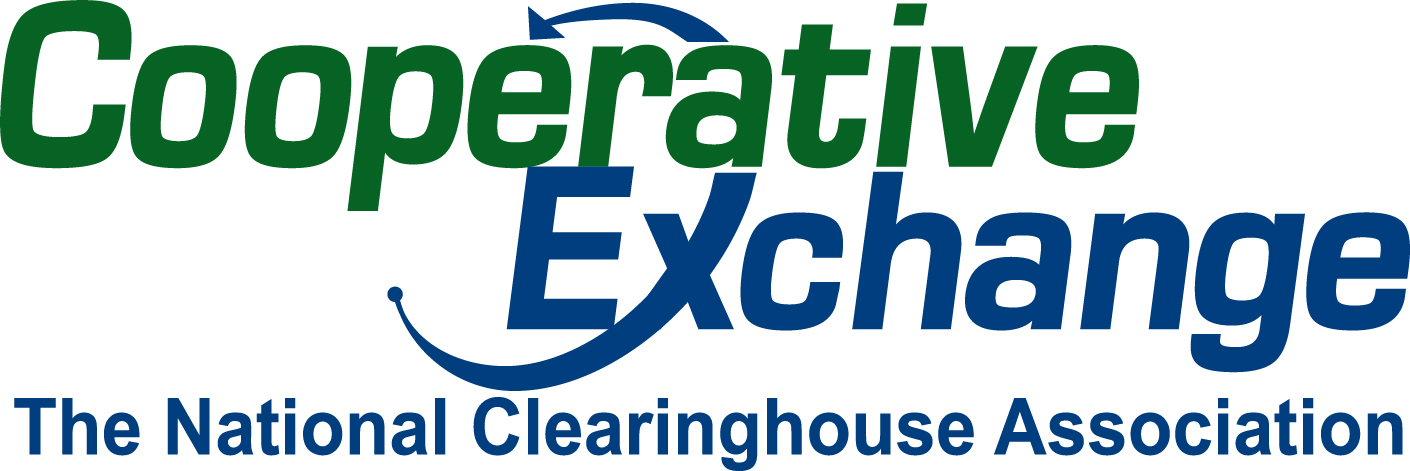 Cooperative
Exchange
The National Clearinghouse Association